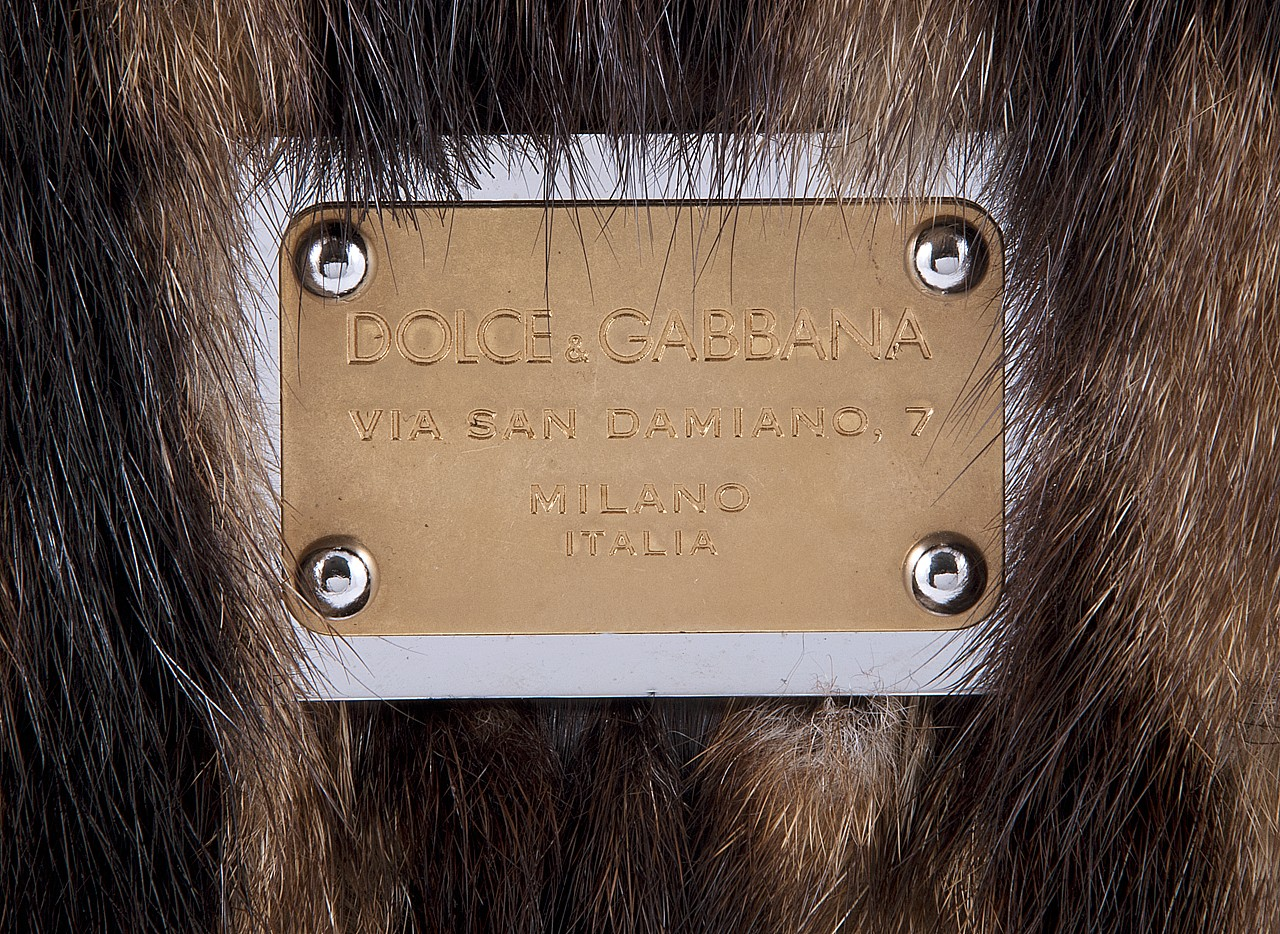 DOLCE & GABBANA
VIA SAN DAMIANO, 7
MILANO
ITALIA